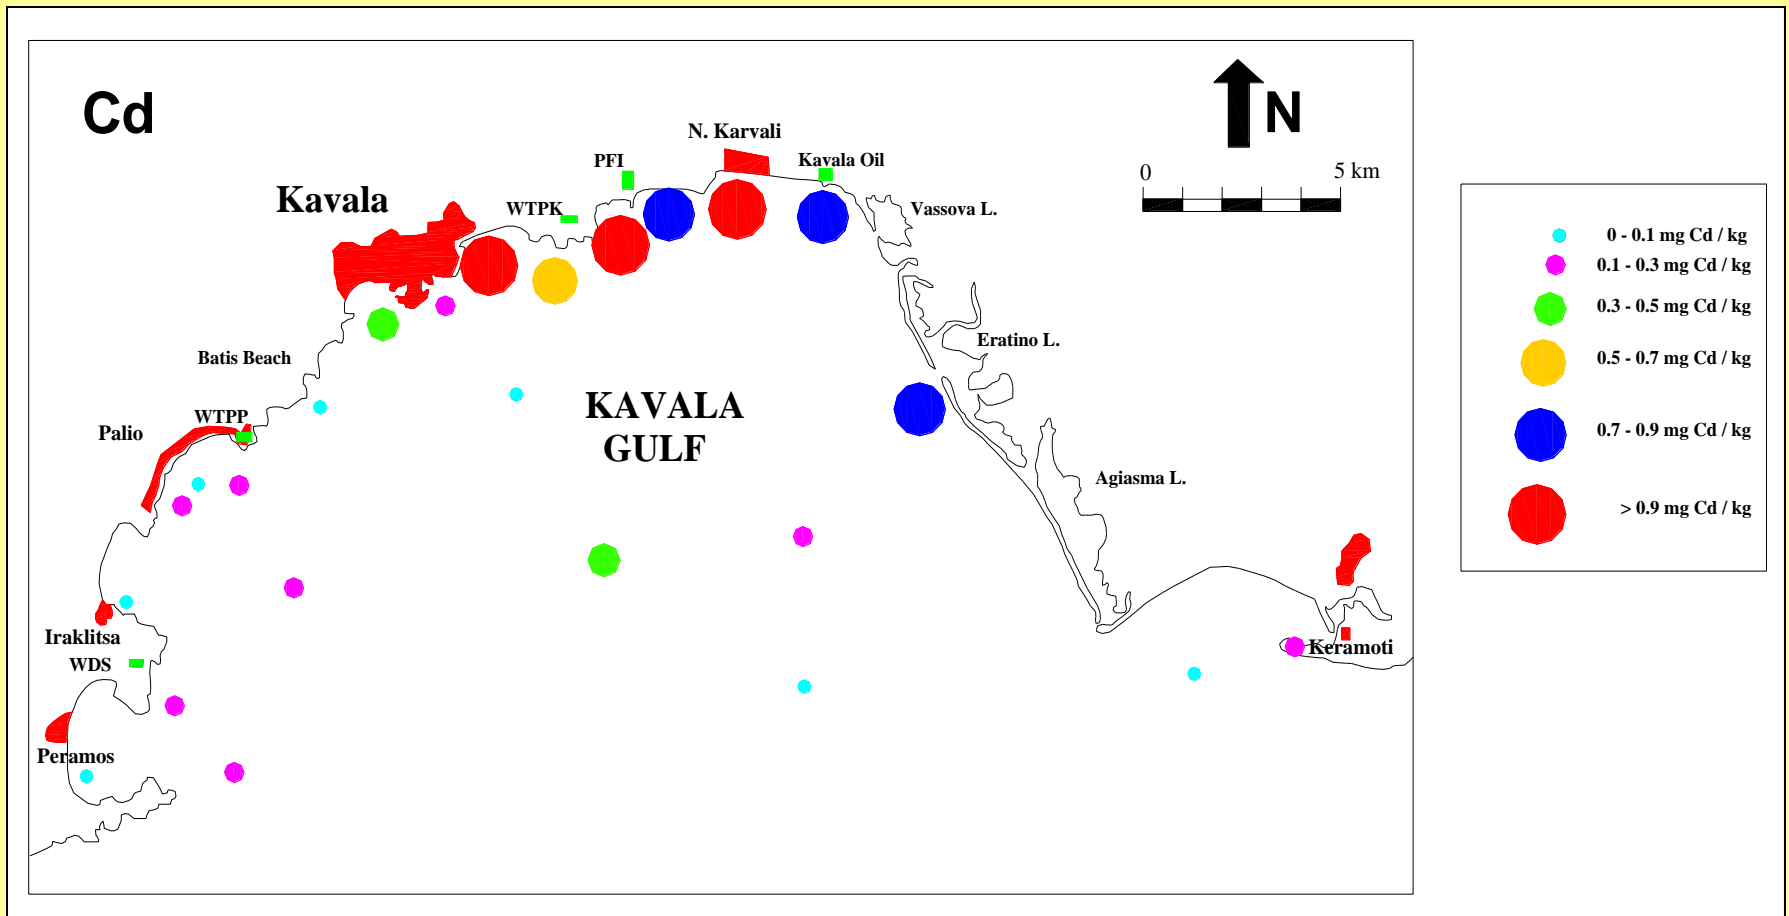 Cd
N
0
5 km
N. Karvali
PFI
Kavala Oil
Kavala
WTPK
Vassova L.
Eratino L.
Batis Beach
KAVALA
GULF
WTPP
Palio
Agiasma L.
Iraklitsa
WDS
Keramoti
Peramos
0 - 0.1 mg Cd / kg
0.1 - 0.3 mg Cd / kg
0.3 - 0.5 mg Cd / kg
0.5 - 0.7 mg Cd / kg
0.7 - 0.9 mg Cd / kg
> 0.9 mg Cd / kg